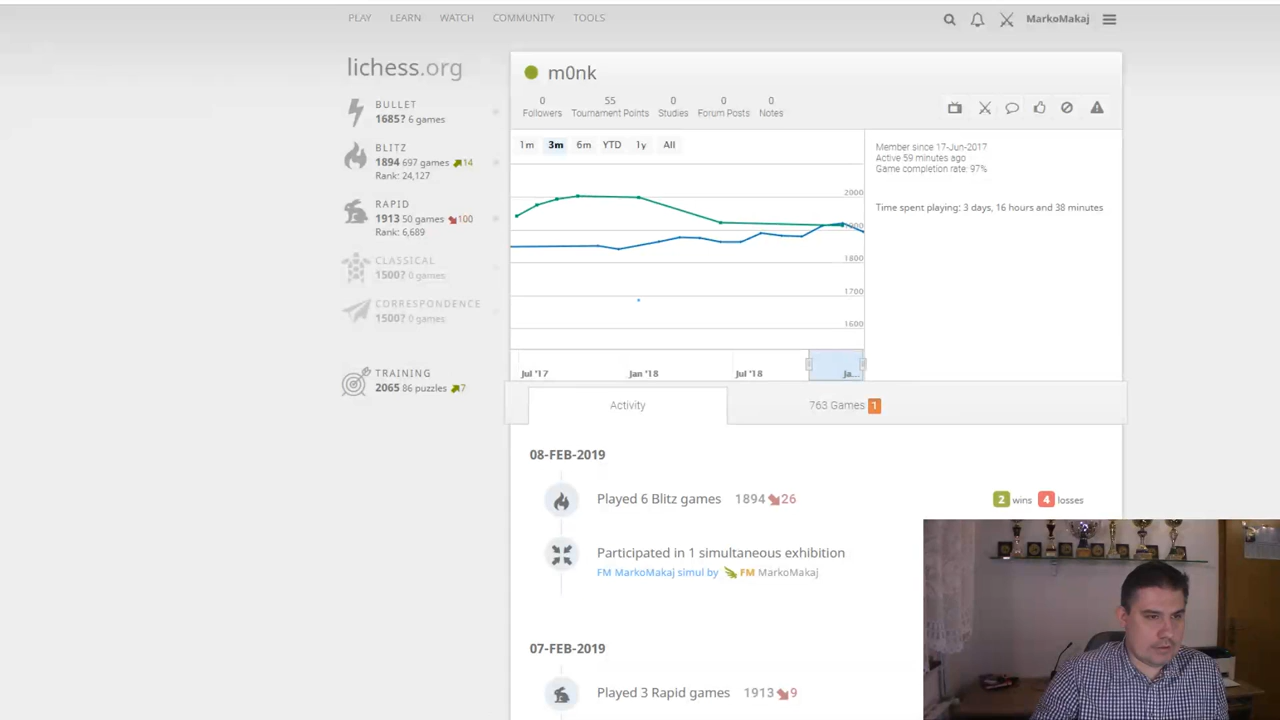 PLAY LEARN WATCH COMMUNITY TOOLS
MarkoMakaj
lichess.org
BULLET
1685? 6 games
BLITZ
1894 697 games 14
Rank: 24,127
RAPID
1913 50 games 100
Rank: 6,689
CLASSICAL
1500? 0 games
CORRESPONDENCE
1500? 0 games
TRAINING
2065 86 puzzles 7
m0nk
0 55 0 0 0
Followers Tournament Points Studies Forum Posts Notes
1m 3m 6m YTD 1y All
2000
1900
1800
1700
1600
Jul '17 Jan '18 Jul '18 Ja...
Member since 17-Jun-2017
Active 59 minutes ago
Game completion rate: 97%
Time spent playing: 3 days, 16 hours and 38 minutes
Activity 763 Games 1
08-FEB-2019
Played 6 Blitz games 1894 26 2 wins 4 losses
Participated in 1 simultaneous exhibition
FM MarkoMakaj simul by FM MarkoMakaj
07-FEB-2019
Played 3 Rapid games 1913 9